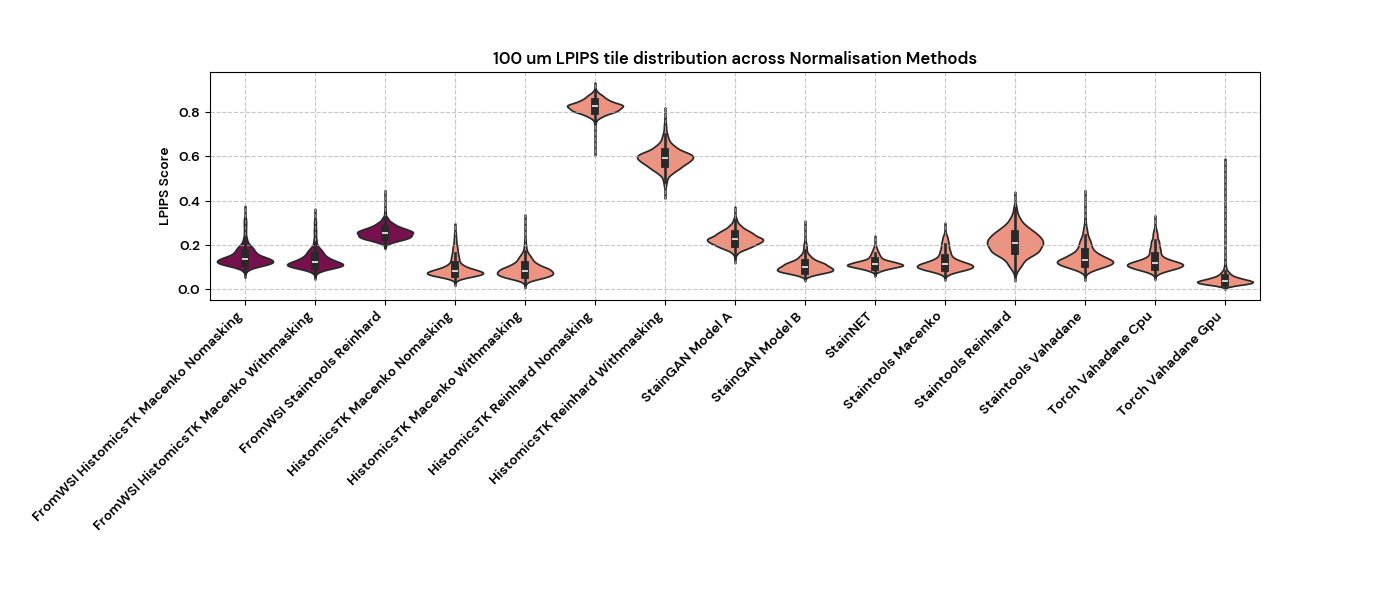 100 um LPIPS tile distribution across Normalisation Methods
LPIPS Score
0.8
0.6
0.4
0.2
0.0
FromWSI HistomicsTK Macenko Nomasking
FromWSI HistomicsTK Macenko Withmasking
FromWSI Staintools Reinhard
HistomicsTK Macenko Nomasking
HistomicsTK Macenko Withmasking
HistomicsTK Reinhard Nomasking
HistomicsTK Reinhard Withmasking
StainGAN Model A
StainGAN Model B
StainNET
Staintools Macenko
Staintools Reinhard
Staintools Vahadane
Torch Vahadane Cpu
Torch Vahadane Gpu